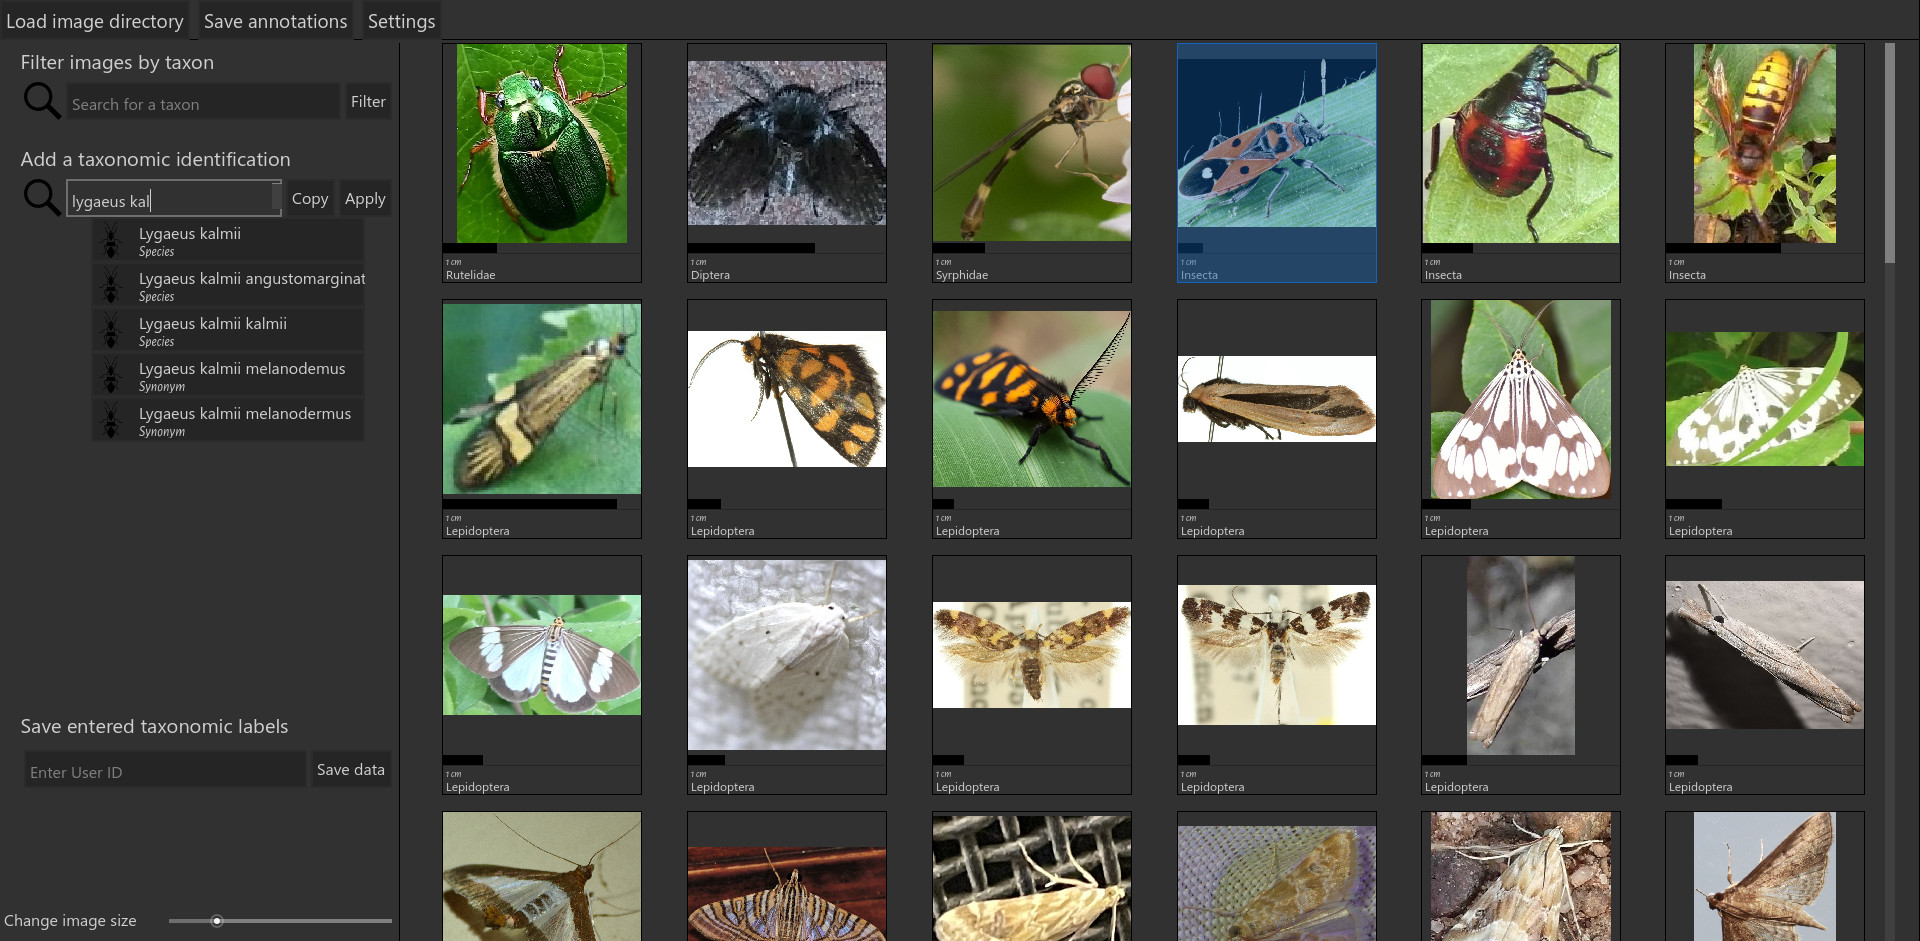 Load image directory
Save annotations
Settings
Filter images by taxon
Search for a taxon
Filter
Add a taxonomic identification
lygaeus kal
Copy
Apply
Lygaeus kalmii
Species
Lygaeus kalmii angustomarginat
Species
Lygaeus kalmii kalmii
Species
Lygaeus kalmii melanodemus
Synonym
Lygaeus kalmii melanodermus
Synonym
Save entered taxonomic labels
Enter User ID
Save data
Change image size
1 cm
Rutelidae
1 cm
Diptera
1 cm
Syrphidae
1 cm
Insecta
1 cm
Insecta
1 cm
Insecta
1 cm
Lepidoptera
1 cm
Lepidoptera
1 cm
Lepidoptera
1 cm
Lepidoptera
1 cm
Lepidoptera
1 cm
Lepidoptera
1 cm
Lepidoptera
1 cm
Lepidoptera
1 cm
Lepidoptera
1 cm
Lepidoptera
1 cm
Lepidoptera
1 cm
Lepidoptera